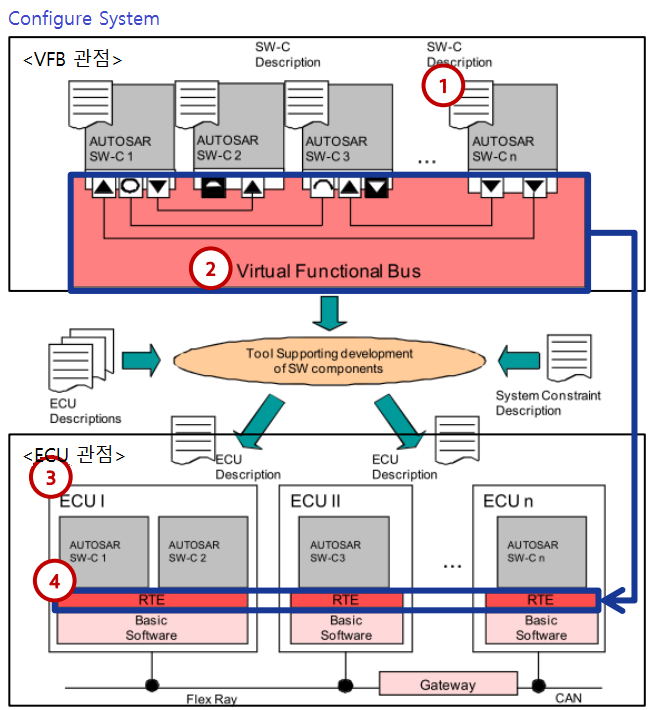 Configure System
<VFB 관점>
SW-C
Description
SW-C
Description
1
AUTOSAR
SW-C 1
AUTOSAR
SW-C 2
AUTOSAR
SW-C 3
...
AUTOSAR
SW-C n
2
Virtual Functional Bus
Tool Supporting development
of SW components
ECU
Descriptions
System Constraint
Description
<ECU 관점>
ECU
Description
ECU
Description
3
ECU I
ECU II
ECU n
AUTOSAR
SW-C 1
AUTOSAR
SW-C 2
AUTOSAR
SW-C3
...
AUTOSAR
SW-C n
4
RTE
RTE
RTE
Basic
Software
Basic
Software
Basic
Software
Flex Ray
Gateway
CAN